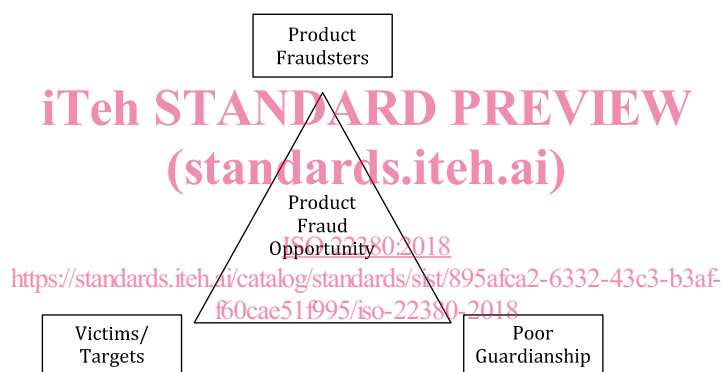 Product
Fraudsters
iTeh STANDARD PREVIEW
(standards.iteh.ai)
Product
Fraud
Opportunity
ISO 22380:2018
https://standards.iteh.ai/catalog/standards/sist/895afca2-6332-43c3-b3af-
f60cae51f995/iso-22380-2018
Victims/
Targets
Poor
Guardianship